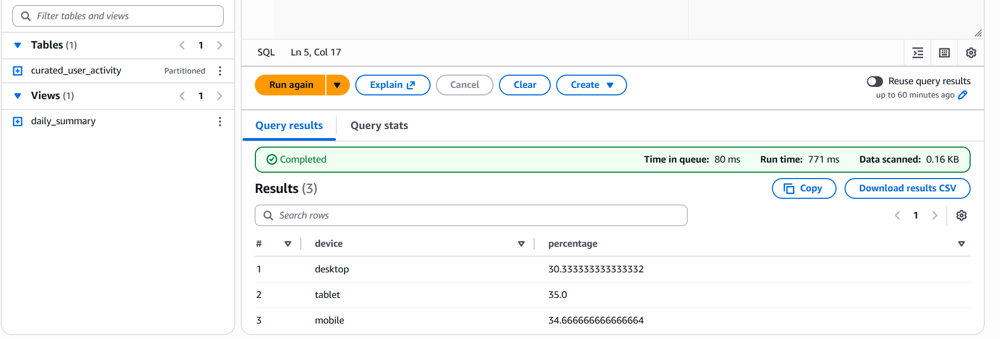 Filter tables and views
Tables (1) 1
curated_user_activity Partitioned
Views (1) 1
daily_summary
SQL Ln 5, Col 17
Run again Explain Cancel Clear Create
Reuse query results
up to 60 minutes ago
Query results Query stats
Completed Time in queue: 80 ms Run time: 771 ms Data scanned: 0.16 KB
Results (3) Copy Download results CSV
Search rows 1
# device percentage
1 desktop 30.333333333333332
2 tablet 35.0
3 mobile 34.666666666666664